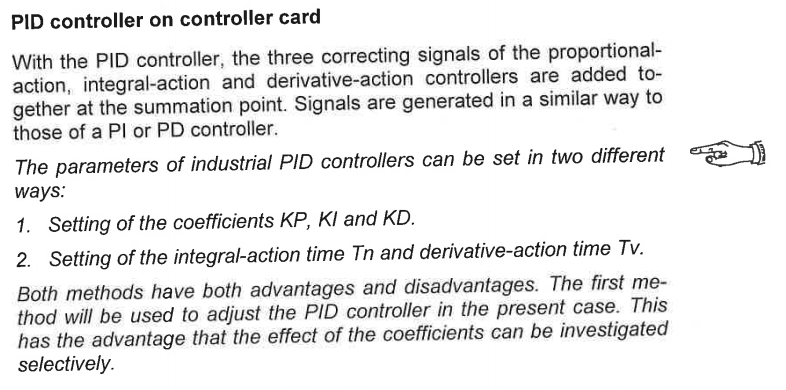 PID controller on controller card
With the PID controller, the three correcting signals of the proportional-
action, integral-action and derivative-action controllers are added to-
gether at the summation point. Signals are generated in a similar way to
those of a PI or PD controller.
The parameters of industrial PID controllers can be set in two different
ways:
1. Setting of the coefficients KP, KI and KD.
2. Setting of the integral-action time Tn and derivative-action time Tv.
Both methods have both advantages and disadvantages. The first me-
thod will be used to adjust the PID controller in the present case. This
has the advantage that the effect of the coefficients can be investigated
selectively.